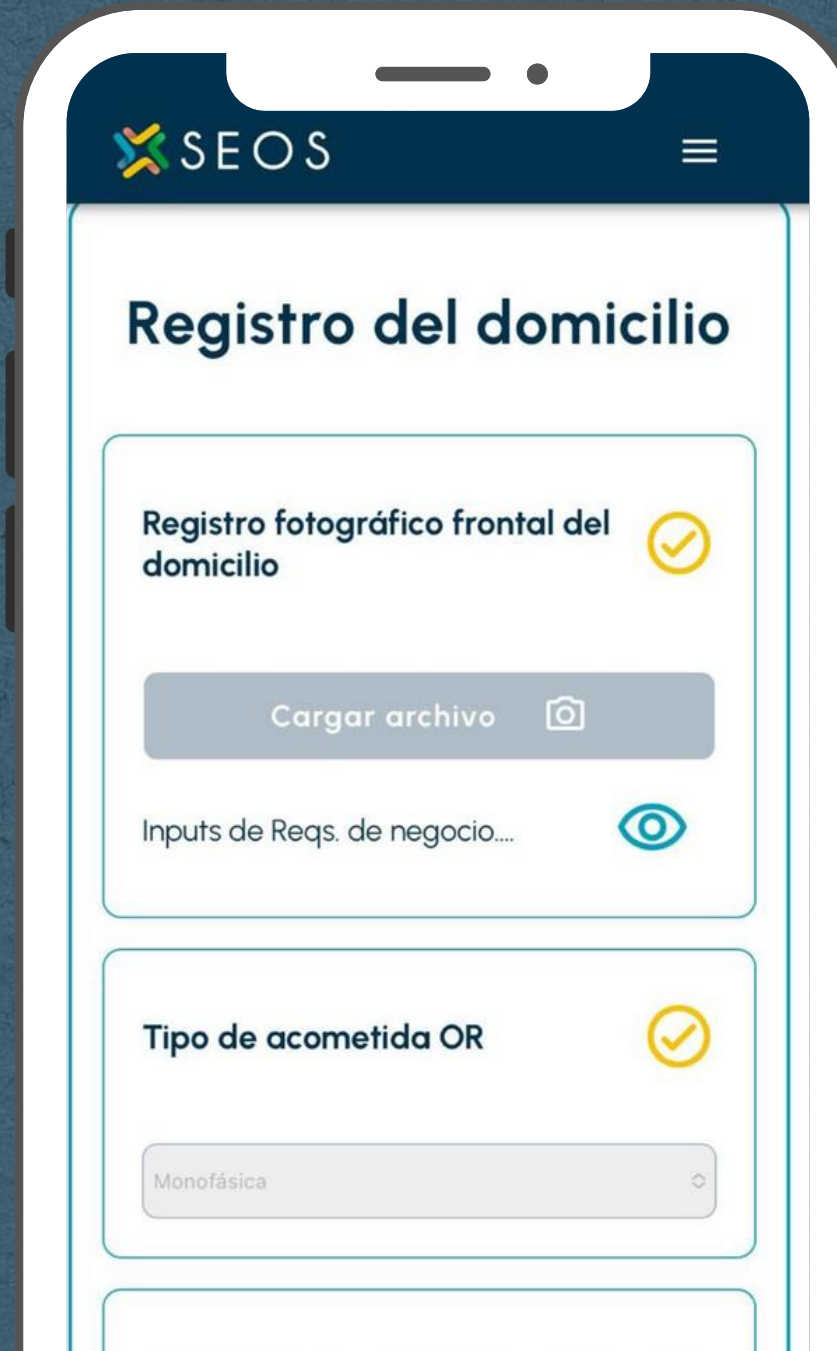 SEOS
Registro del domicilio
Registro fotográfico frontal del
domicilio
Cargar archivo
Inputs de Reqs. de negocio....
Tipo de acometida OR
Monofásica